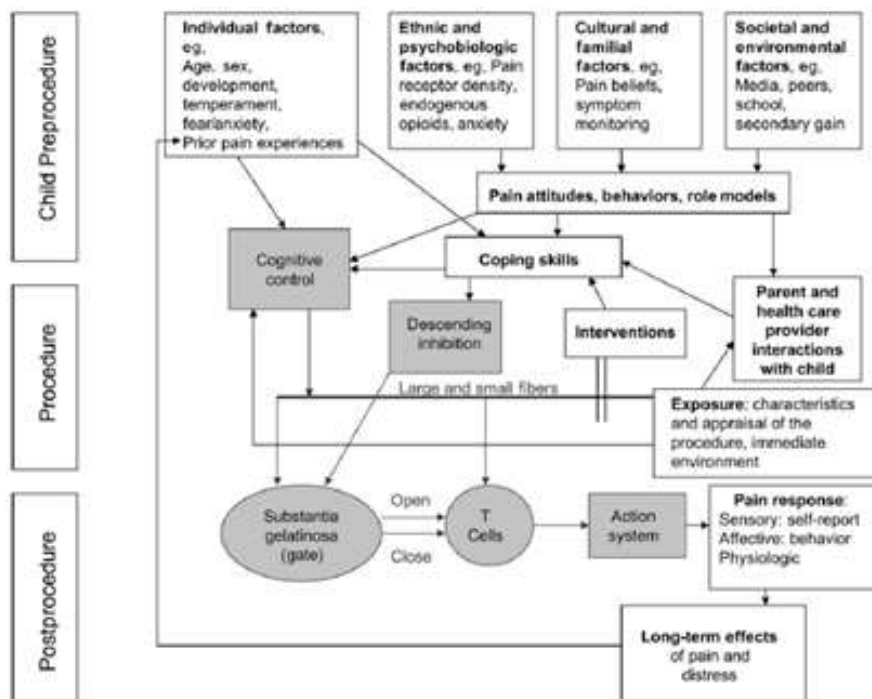 Child Preprocedure
Procedure
Postprocedure
Individual factors,
eg,
Age, sex,
development,
temperament,
fear/anxiety,
Prior pain experiences
Ethnic and
psychobiologic
factors, eg, Pain
receptor density,
endogenous
opioids, anxiety
Cultural and
familial
factors, eg,
Pain beliefs,
symptom
monitoring
Societal and
environmental
factors, eg,
Media, peers,
school,
secondary gain
Pain attitudes, behaviors, role models
Cognitive
control
Coping skills
Descending
inhibition
Interventions
Parent and
health care
provider
interactions
with child
Large and small fibers
Exposure: characteristics
and appraisal of the
procedure, immediate
environment
Substantia
gelatinosa
(gate)
Open
Close
T
Cells
Action
system
Pain response:
Sensory: self-report
Affective: behavior
Physiologic
Long-term effects
of pain and
distress